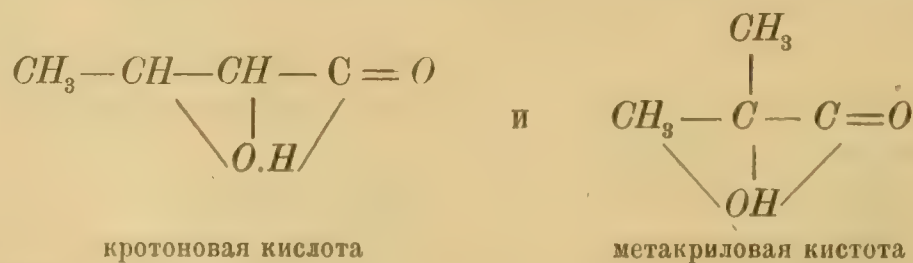 CH₃
CH₃—CH—CH—C=O
и
CH₃—C—C=O
O.H
OH
кротоновая кислота
метакриловая кистота